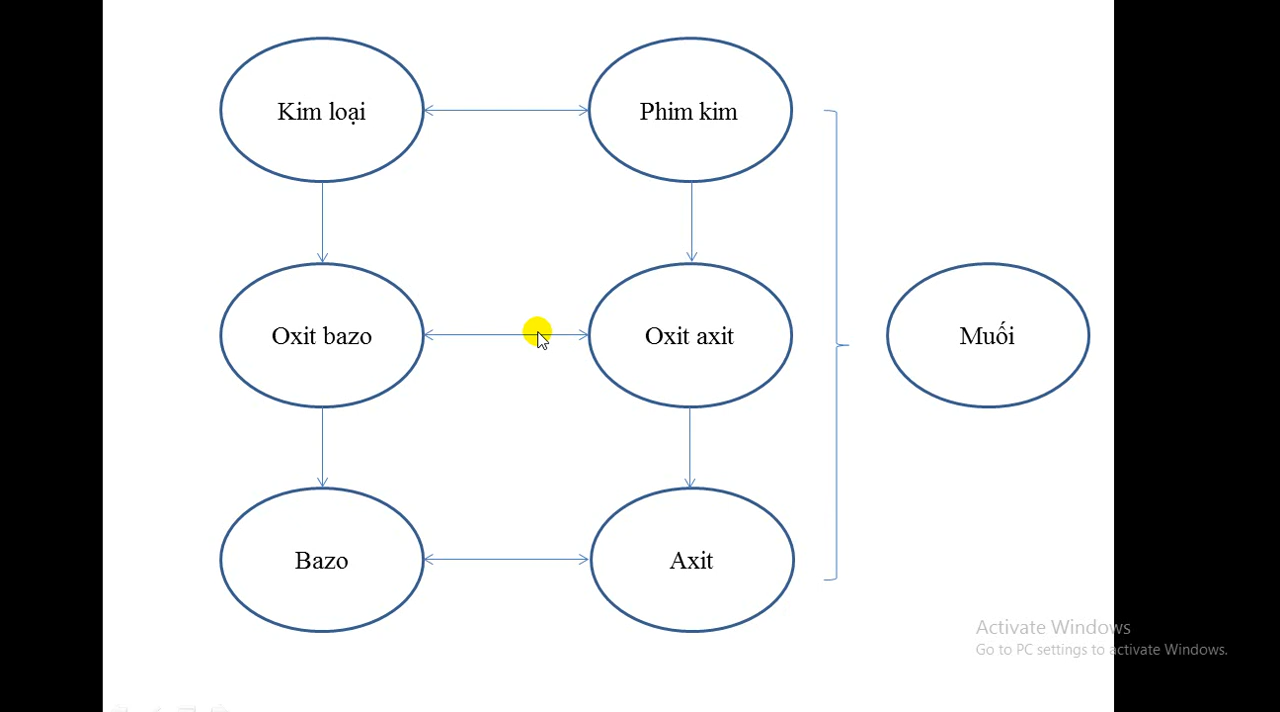 Kim loại
Phim kim
Oxit bazo
Oxit axit
Muối
Bazo
Axit
Activate Windows
Go to PC settings to activate Windows.